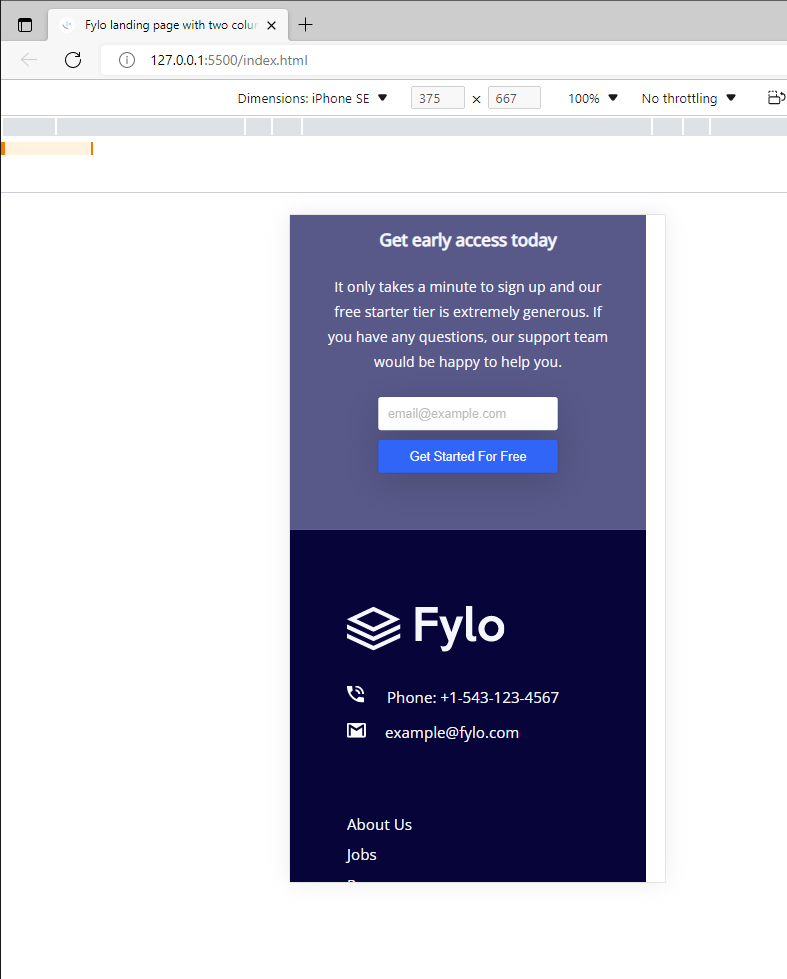 Fylo landing page with two colu
127.0.0.1:5500/index.html
Dimensions: iPhone SE 375 x 667 100% No throttling
Get early access today
It only takes a minute to sign up and our
free starter tier is extremely generous. If
you have any questions, our support team
would be happy to help you.
email@example.com
Get Started For Free
Fylo
Phone: +1-543-123-4567
example@fylo.com
About Us
Jobs